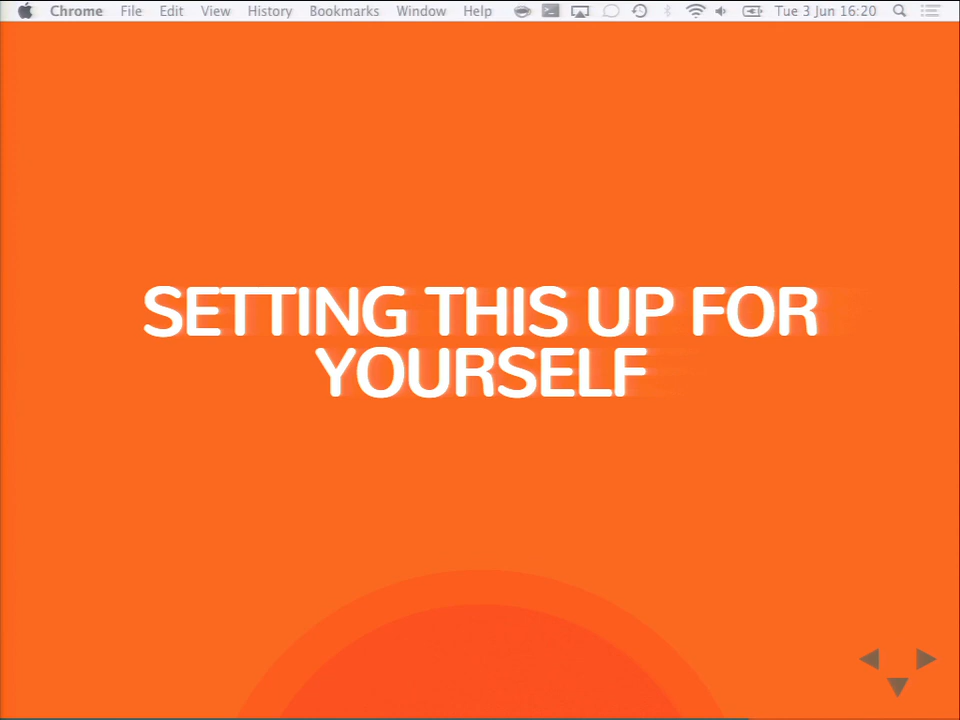 Chrome File Edit View History Bookmarks Window Help Tue 3 Jun 16:20
SETTING THIS UP FOR
YOURSELF